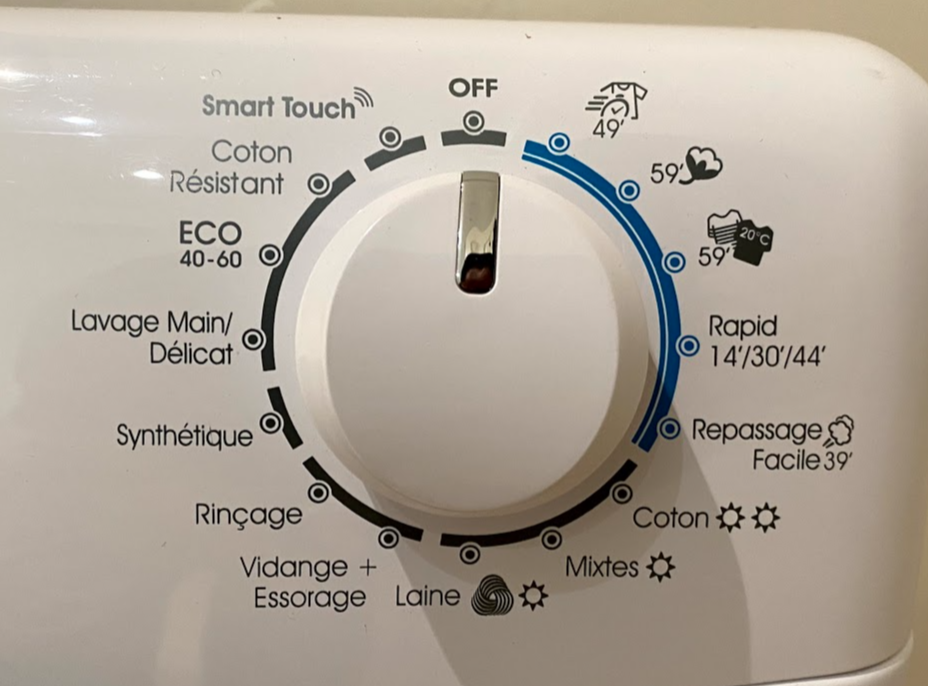 OFF
49'
59'
20°C
59'
Rapid
14'/30'/44'
Repassage
Facile 39'
Coton
Mixtes
Laine
Vidange +
Essorage
Rinçage
Synthétique
Lavage Main/
Délicat
ECO
40-60
Coton
Résistant
Smart Touch